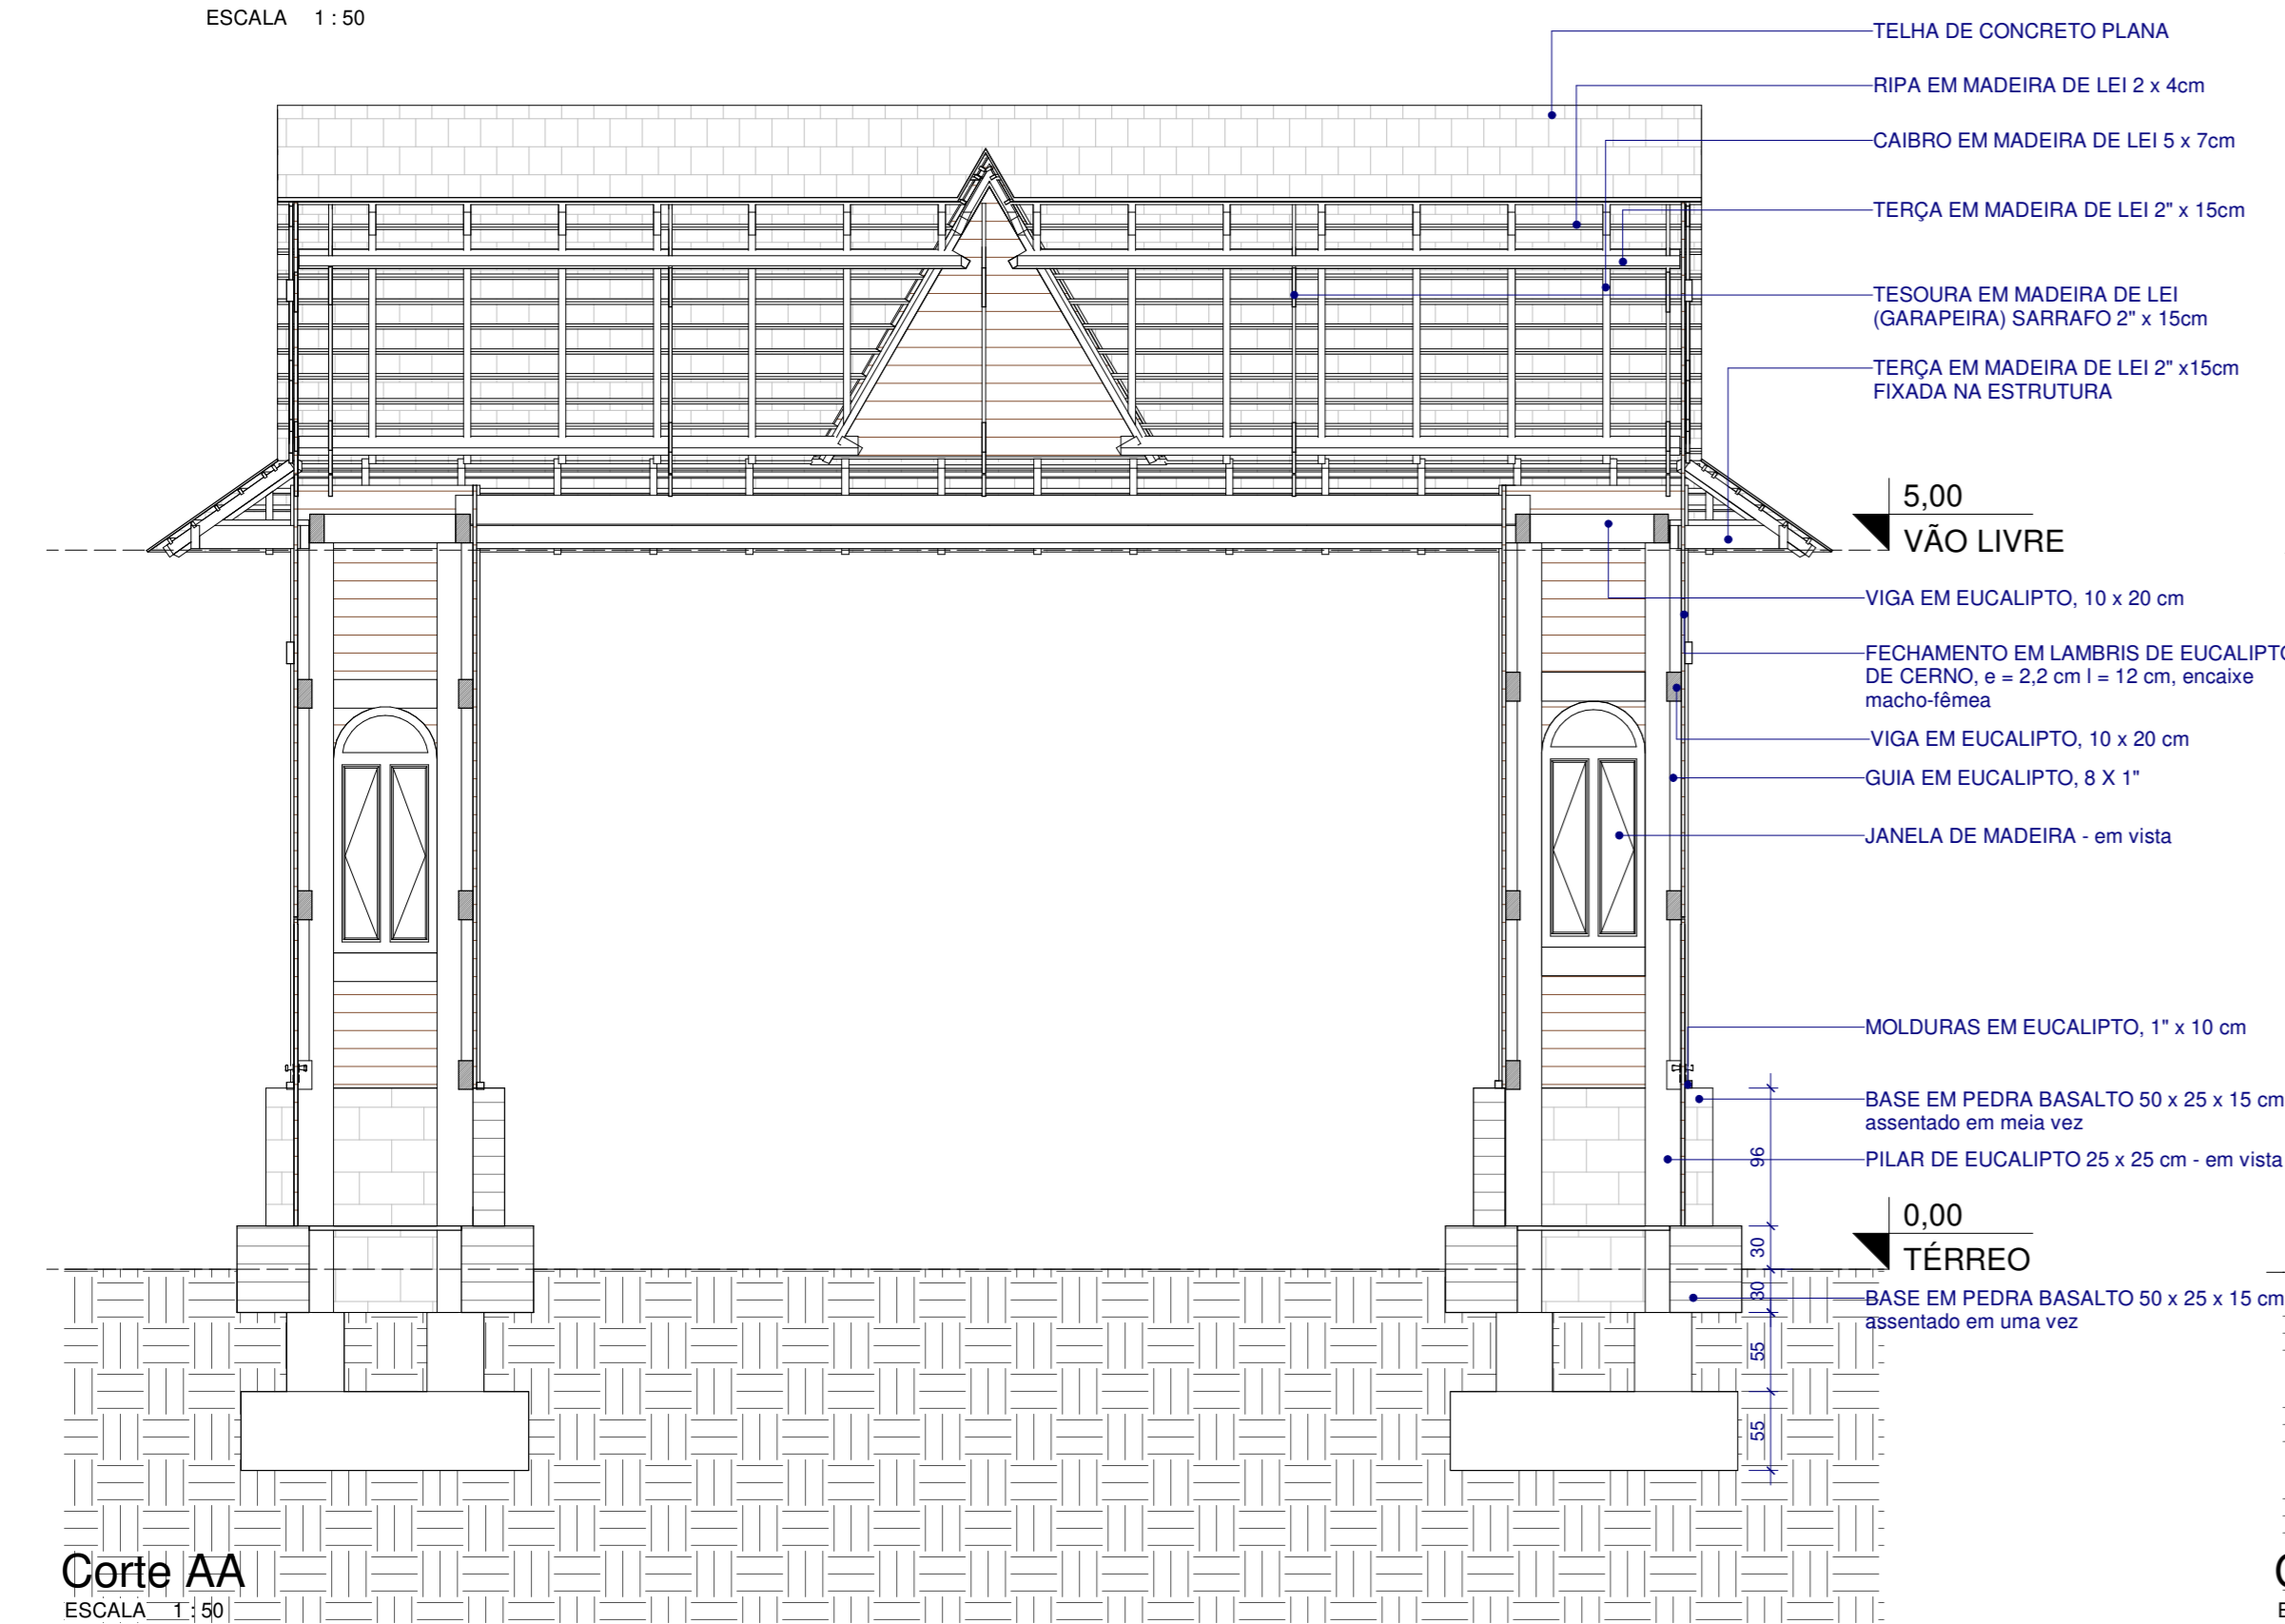 ESCALA 1 : 50
TELHA DE CONCRETO PLANA
RIPA EM MADEIRA DE LEI 2 x 4cm
CAIBRO EM MADEIRA DE LEI 5 x 7cm
TERÇA EM MADEIRA DE LEI 2" x 15cm
TESOURA EM MADEIRA DE LEI
(GARAPEIRA) SARRAFO 2" x 15cm
TERÇA EM MADEIRA DE LEI 2" x15cm
FIXADA NA ESTRUTURA
5,00
VÃO LIVRE
VIGA EM EUCALIPTO, 10 x 20 cm
FECHAMENTO EM LAMBRIS DE EUCALIPTO
DE CERNO, e = 2,2 cm l = 12 cm, encaixe
macho-fêmea
VIGA EM EUCALIPTO, 10 x 20 cm
GUIA EM EUCALIPTO, 8 X 1"
JANELA DE MADEIRA - em vista
MOLDURAS EM EUCALIPTO, 1" x 10 cm
BASE EM PEDRA BASALTO 50 x 25 x 15 cm
assentado em meia vez
96
PILAR DE EUCALIPTO 25 x 25 cm - em vista
0,00
TÉRREO
30
30
BASE EM PEDRA BASALTO 50 x 25 x 15 cm
assentado em uma vez
55
55
Corte AA
ESCALA 1 : 50